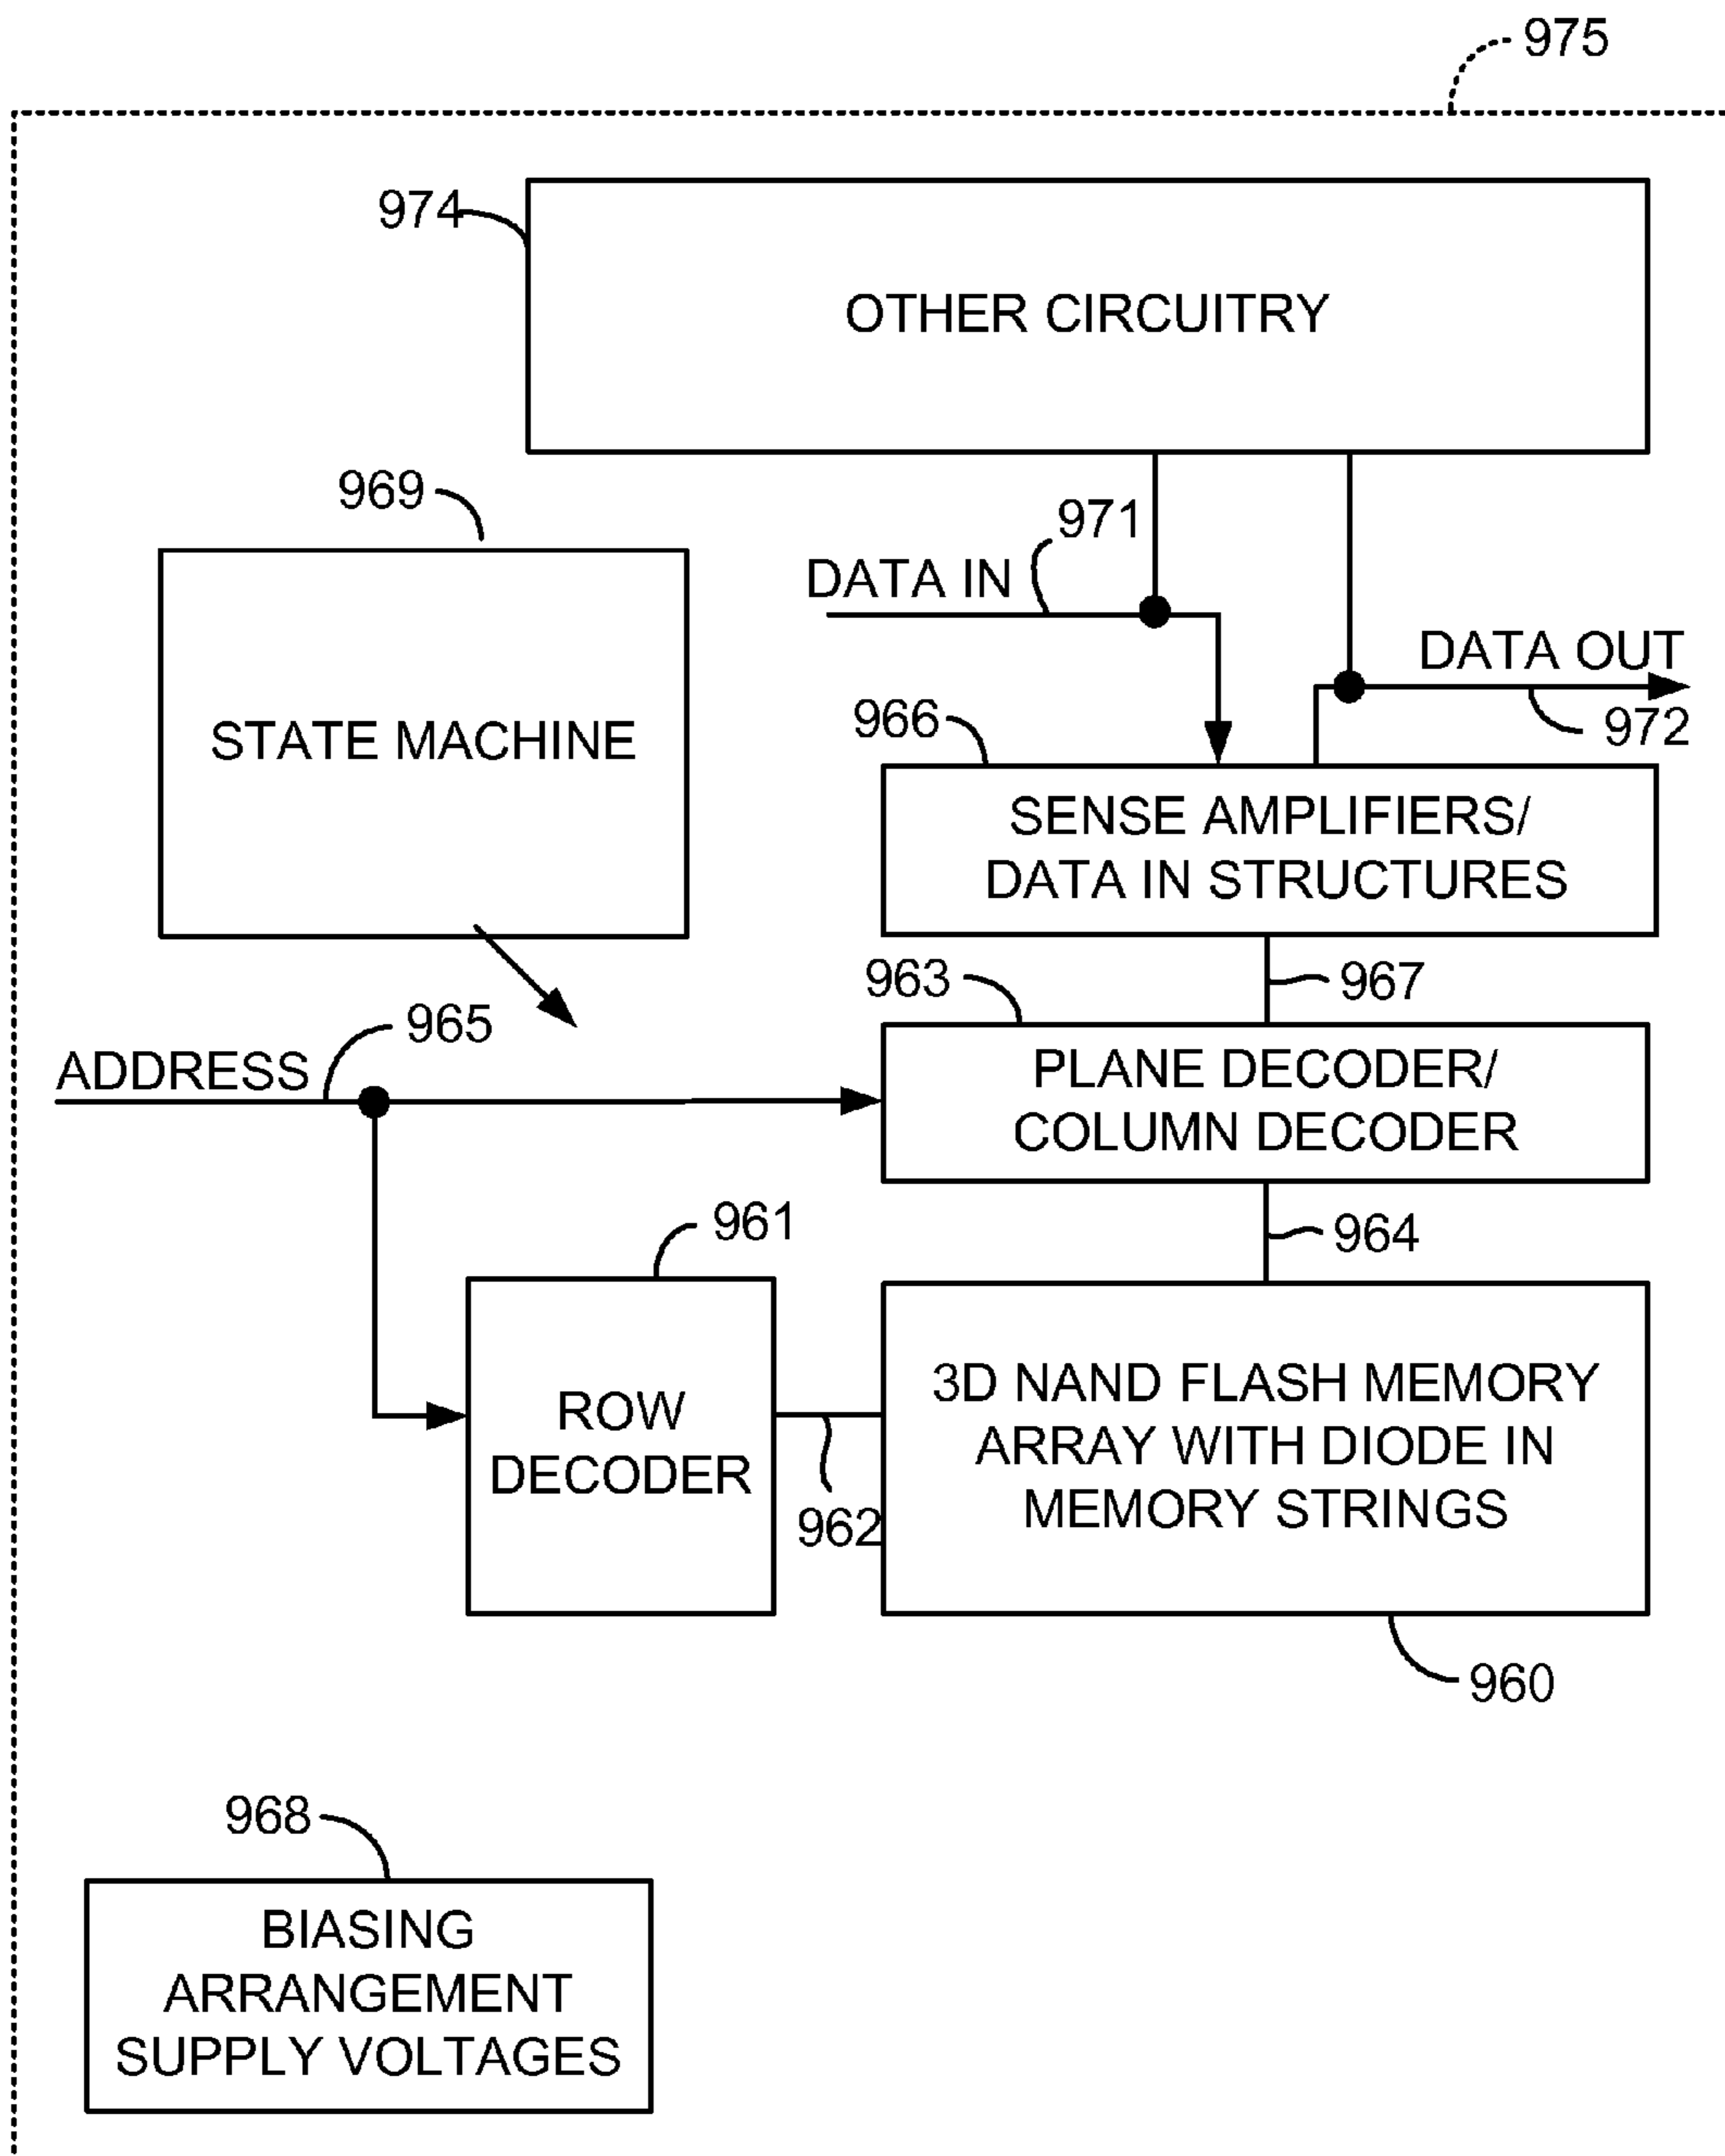 975
974
OTHER CIRCUITRY
969
971
DATA IN
DATA OUT
972
STATE MACHINE
966
SENSE AMPLIFIERS/
DATA IN STRUCTURES
963
967
965
ADDRESS
PLANE DECODER/
COLUMN DECODER
961
964
ROW
DECODER
962
3D NAND FLASH MEMORY
ARRAY WITH DIODE IN
MEMORY STRINGS
960
968
BIASING
ARRANGEMENT
SUPPLY VOLTAGES